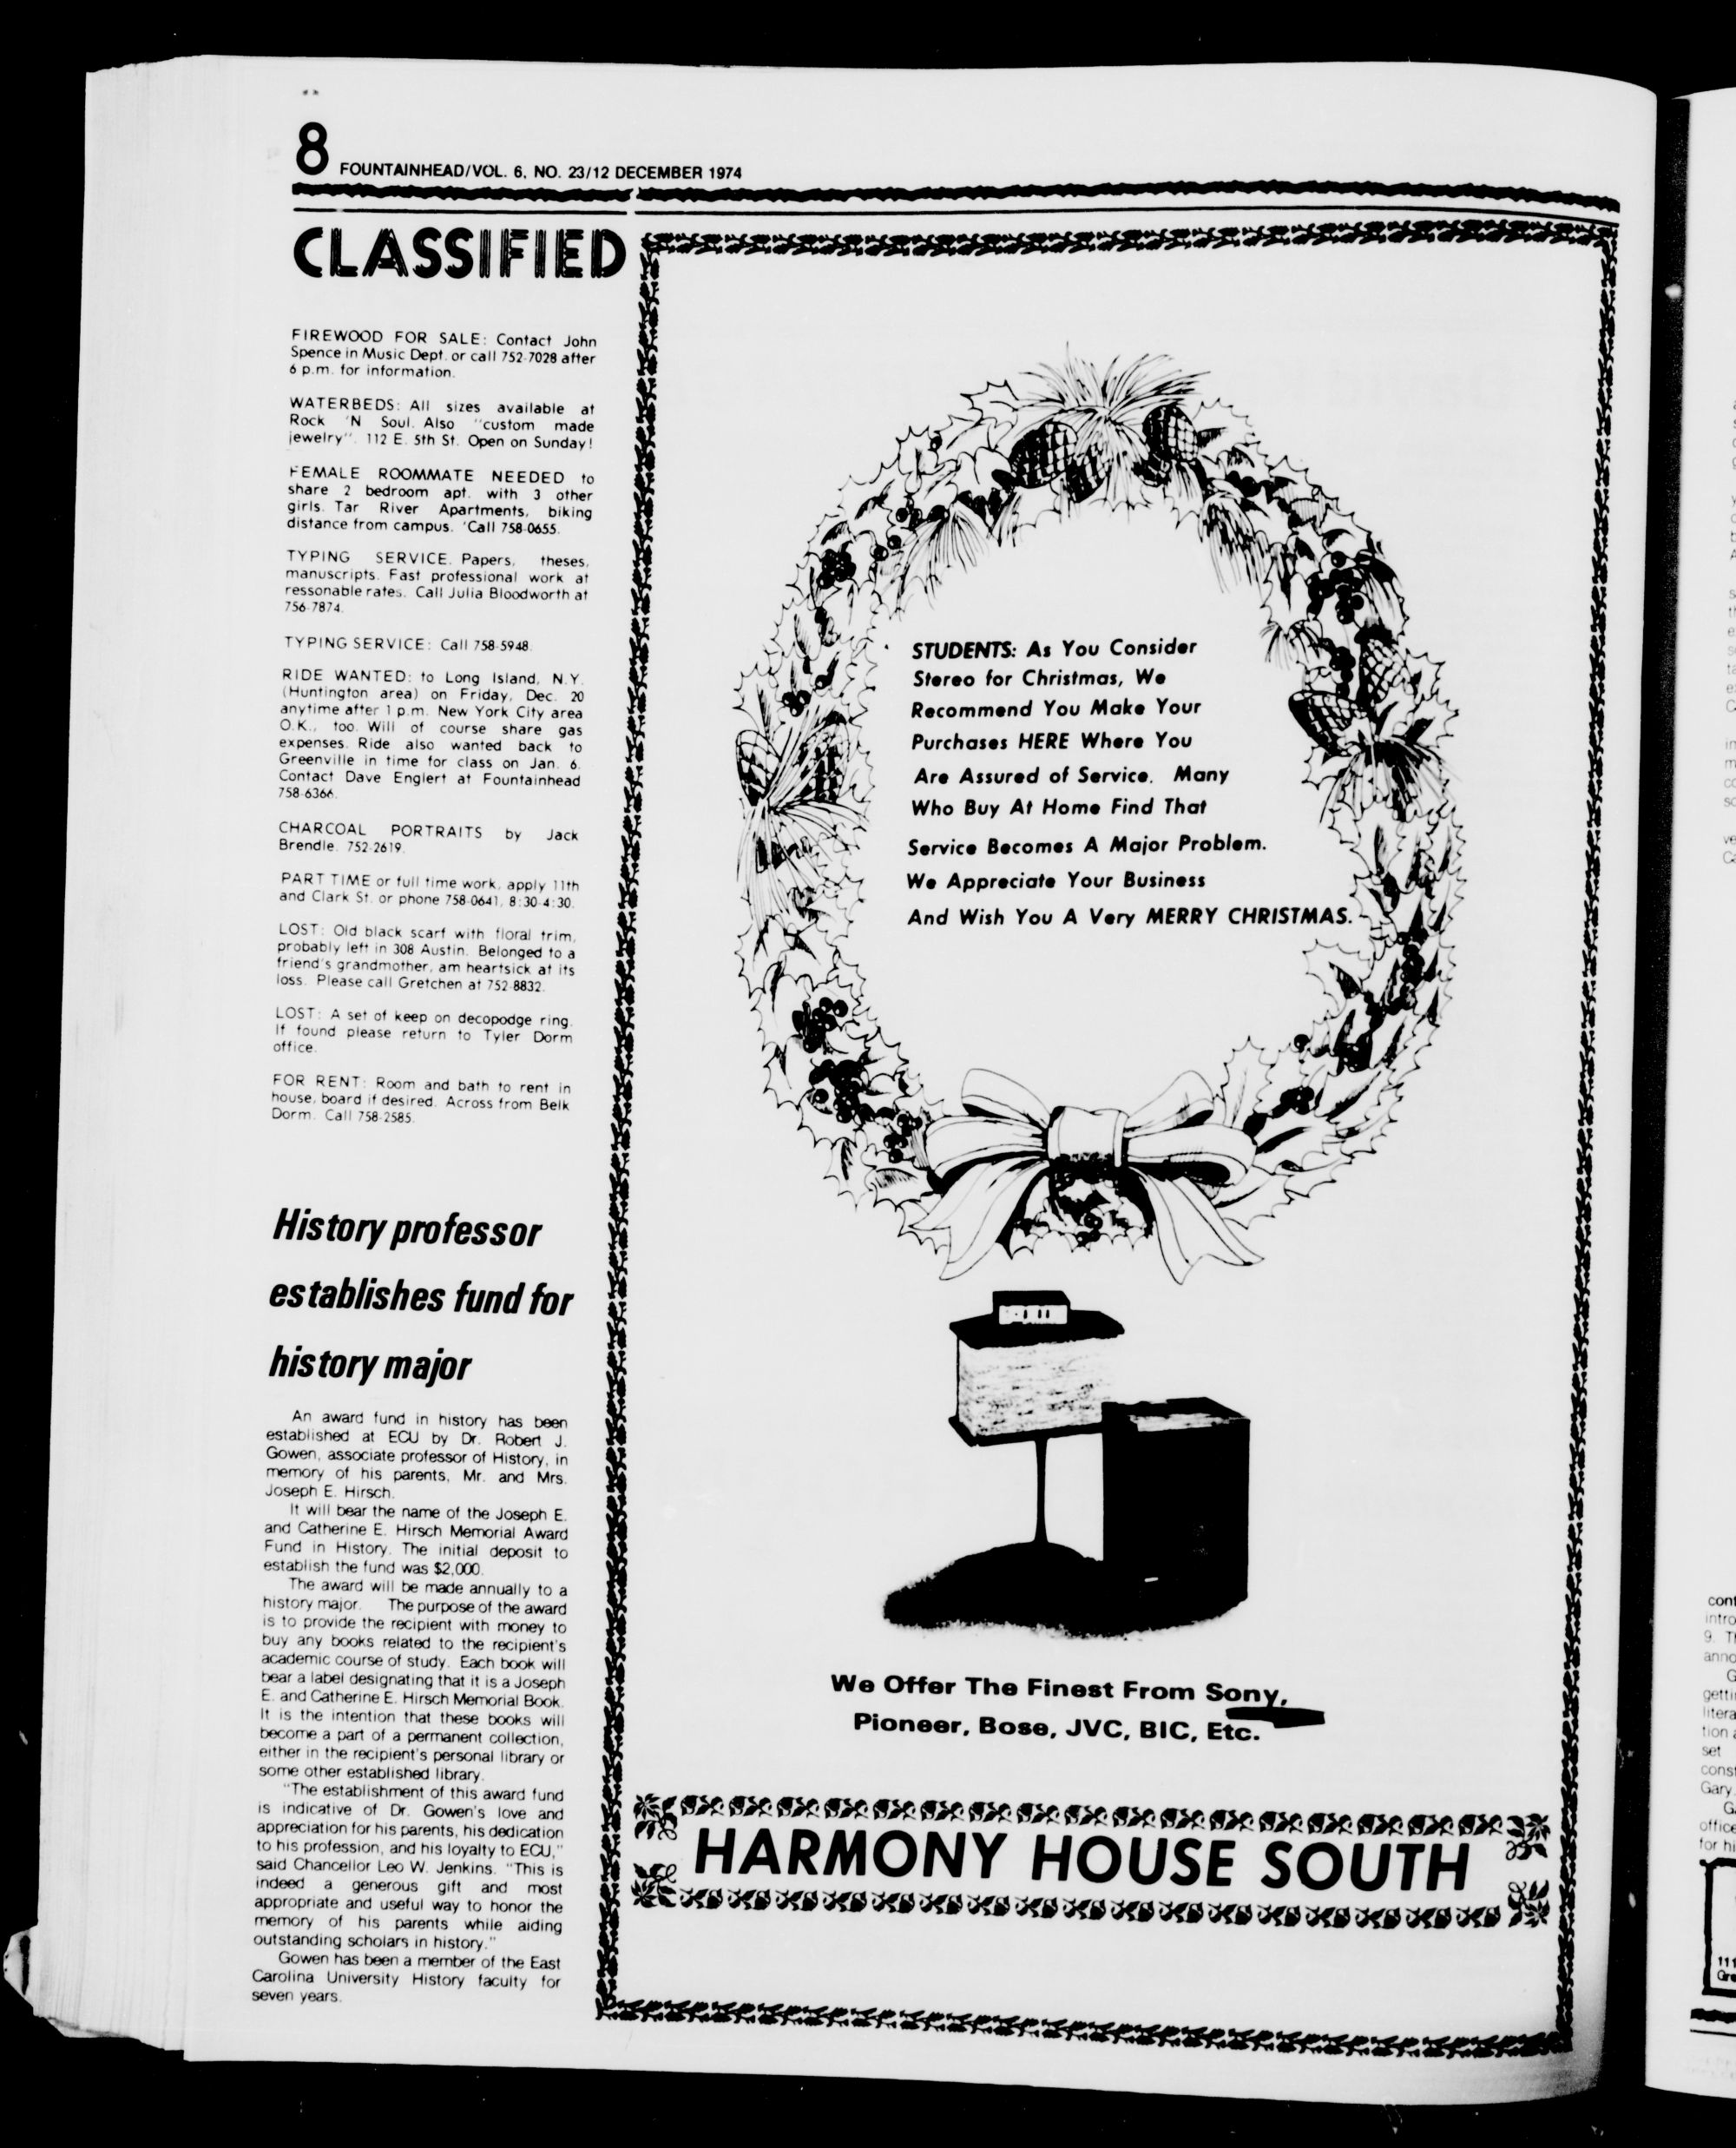 8 FOUNTAINHEAD/VOL. 6, NO. 23/12 DECEMBER 1974
CLASSIFIED
FIREWOOD FOR SALE: Contact John
Spence in Music Dept. or call 752-7028 after
6 p.m. for information.
WATERBEDS: All sizes available at
Rock 'N Soul. Also "custom made
jewelry". 112 E. 5th St. Open on Sunday!
FEMALE ROOMMATE NEEDED to
share 2 bedroom apt. with 3 other
girls. Tar River Apartments, biking
distance from campus. 'Call 758-0655.
TYPING SERVICE. Papers, theses,
manuscripts. Fast professional work at
ressonable rates. Call Julia Bloodworth at
756-7874.
TYPING SERVICE: Call 758-5948.
RIDE WANTED: to Long Island, N.Y.
(Huntington area) on Friday, Dec. 20
anytime after 1 p.m. New York City area
O.K., too. Will of course share gas
expenses. Ride also wanted back to
Greenville in time for class on Jan. 6.
Contact Dave Englert at Fountainhead
758-6366.
CHARCOAL PORTRAITS by Jack
Brendle. 752-2619.
PART TIME or full time work, apply 11th
and Clark St. or phone 758-0641, 8:30-4:30.
LOST: Old black scarf with floral trim,
probably left in 308 Austin. Belonged to a
friend's grandmother, am heartsick at its
loss. Please call Gretchen at 752-8832.
LOST: A set of keep on decopodge ring.
If found please return to Tyler Dorm
office.
FOR RENT: Room and bath to rent in
house, board if desired. Across from Belk
Dorm. Call 758-2585.
History professor
establishes fund for
history major
An award fund in history has been
established at ECU by Dr. Robert J.
Gowen, associate professor of History, in
memory of his parents, Mr. and Mrs.
Joseph E. Hirsch.
It will bear the name of the Joseph E.
and Catherine E. Hirsch Memorial Award
Fund in History. The initial deposit to
establish the fund was $2,000.
The award will be made annually to a
history major. The purpose of the award
is to provide the recipient with money to
buy any books related to the recipient's
academic course of study. Each book will
bear a label designating that it is a Joseph
E. and Catherine E. Hirsch Memorial Book.
It is the intention that these books will
become a part of a permanent collection,
either in the recipient's personal library or
some other established library.
"The establishment of this award fund
is indicative of Dr. Gowen's love and
appreciation for his parents, his dedication
to his profession, and his loyalty to ECU,"
said Chancellor Leo W. Jenkins. "This is
indeed a generous gift and most
appropriate and useful way to honor the
memory of his parents while aiding
outstanding scholars in history."
Gowen has been a member of the East
Carolina University History faculty for
seven years.
STUDENTS: As You Consider
Stereo for Christmas, We
Recommend You Make Your
Purchases HERE Where You
Are Assured of Service. Many
Who Buy At Home Find That
Service Becomes A Major Problem.
We Appreciate Your Business
And Wish You A Very MERRY CHRISTMAS.
We Offer The Finest From Sony,
Pioneer, Bose, JVC, BIC, Etc.
HARMONY HOUSE SOUTH